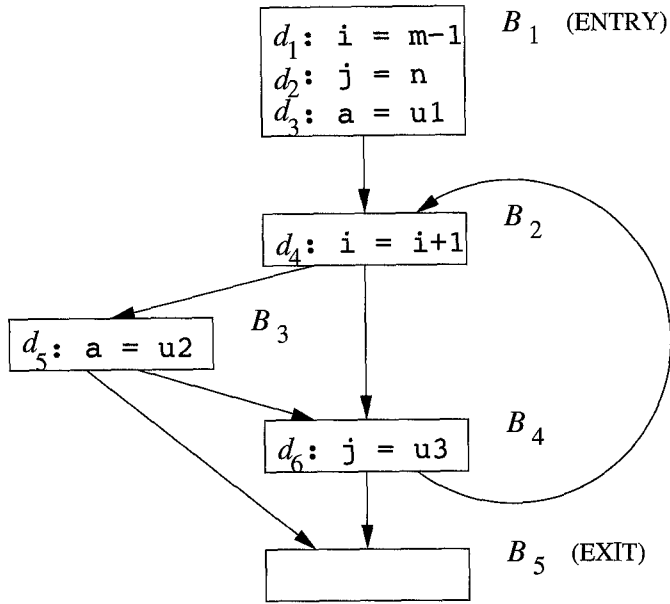 d1: i = m-1
d2: j = n
d3: a = u1
B1 (ENTRY)
d4: i = i+1
B2
d5: a = u2
B3
d6: j = u3
B4
B5 (EXIT)